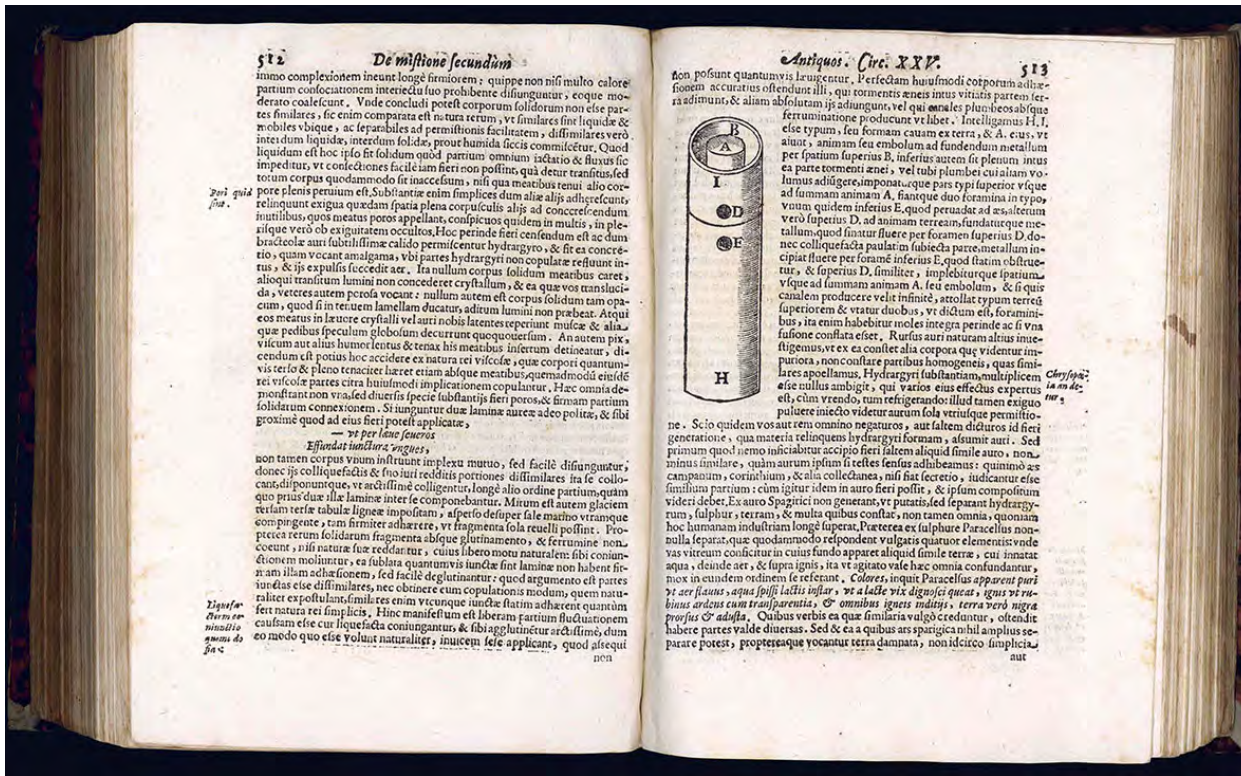 512 De mistione secundùm
immo complexionem ineunt longè firmiorem: quippe non nisi multo calore
partium consociationem interiectu suo prohibente disiunguntur, eoque mo-
derato coalescunt. Vnde concludi potest corporum solidorum non esse par-
tes similares, sic enim comparata est natura rerum, vt similares sint liquidæ &
mobiles vbique, ac separabiles ad permistionis facilitatem, dissimilares verò
interdum liquidæ, interdum solidæ, prout humida siccis commiscētur. Quod
liquidum est hoc ipso fit solidum quòd partium omnium iactatio & fluxus sic
impeditur, vt consectiones facilè iam fieri non possint, quà detur transitus, sed
totum corpus quodammodo sit inaccessum, nisi qua meatibus tenui alio cor-
Pori quid
sint.
pore plenis peruium est. Substantiæ enim simplices dum aliæ alijs adhærescunt,
relinquunt exigua quædam spatia plena corpusculis alijs ad concrescendum
inutilibus, quos meatus poros appellant, conspicuos quidem in multis, in ple-
risque verò ob exiguitatem occultos. Hoc perinde fieri censendum est ac dum
bracteolæ auri subtilissimæ calido permiscentur hydrargyro, & fit ea concre-
tio, quam vocant amalgama, vbi partes hydrargyri non copulatæ refluunt in-
tus, & ijs expulsis succedit aer. Ita nullum corpus solidum meatibus caret,
alioqui transitum lumini non concederet crystallum, & ea quæ vos transluci-
da, veteres autem porosa vocant: nullum autem est corpus solidum tam opa-
cum, quod si in tenuem lamellam ducatur, aditum lumini non præbeat. Atqui
eos meatus in læuore crystalli vel auri nobis latentes reperiunt muscæ & alia
quæ pedibus speculum globosum decurrunt quoquouersum. An autem pix,
viscum aut alius humor lentus & tenax his meatibus insertum detineatur, di-
cendum est potius hoc accidere ex natura rei viscosæ, quæ corpori quantum-
vis terso & pleno tenaciter hæret etiam absque meatibus, quemadmodū eiusdē
rei viscosæ partes citra huiusmodi implicationem copulantur. Hæc omnia de-
monstrant non vna, sed diuersis specie substantijs fieri poros, & firmam partium
solidarum connexionem. Si iunguntur duæ laminæ aureæ adeo politæ, & sibi
proximè quod ad eius fieri potest applicatæ,
— vt per læue seueros
Effundat iunctura vngues,
non tamen corpus vnum instruunt implexu mutuo, sed facilè disiunguntur,
donec ijs colliquefactis & suo iuri redditis portiones dissimilares ita se collo-
cant, disponuntque, vt arctissimè colligentur, longè alio ordine partium, quàm
quo prius duæ illæ laminæ inter se componebantur. Mirum est autem glaciem
tersam tersæ tabulæ ligneæ impositam, asperso desuper sale marino vtramque
compingente, tam firmiter adhærere, vt fragmenta sola reuelli possint. Pro-
pterea rerum solidarum fragmenta absque glutinamento, & ferrumine non
coeunt, nisi naturæ suæ reddantur, cuius libero motu naturalem sibi coniun-
ctionem moliuntur, ea sublata quantumuis iunctæ sint laminæ non habent fir-
mam illam adhæsionem, sed facilè deglutinantur: quod argumento est partes
iunctas esse dissimilares, nec obtinere eum copulationis modum, quem natu-
raliter expostulant, similares enim vtcunque iunctæ statim adhærent quantùm
Liquefa-
fert natura rei simplicis. Hinc manifestum est liberam partium fluctuationem
caussam esse cur liquefacta coniungantur, & sibi agglutinētur arctissimè, dum
eo modo quo esse volunt naturaliter, inuicem sese applicant, quod assequi
non
Antiquos. Circ. XXV. 513
non possunt quantumvis læuigentur. Perfectam huiusmodi corporum adhæ-
sionem accuratius ostendunt illi, qui tormentis æneis intus vitiatis partem ter-
ra adimunt, & aliam absolutam ijs adiungunt, vel qui canales plumbeos absque
ferruminatione producunt vt libet. Intelligamus H.I.
esse typum, seu formam cauam ex terra, & A. eius, vt
aiunt, animam seu embolum ad fundendum metallum
per spatium superius B. inferius autem sit plenum intus
ea parte tormenti ænei, vel tubi plumbei cui aliam vo-
lumus adiūgere, imponaturque pars typi superior vsque
ad summam animam A. fiantque duo foramina in typo,
vnum quidem inferius E. quod peruadat ad æs, alterum
verò superius D. ad animam terream, fundaturque me-
tallum, quod sinatur fluere per foramen superius D. do-
nec colliquefacta paulatim subiecta parte, metallum in-
cipiat fluere per foramē inferius E. quod statim obstrue-
tur, & superius D. similiter, implebiturque spatium
vsque ad summam animam A. seu embolum, & si quis
canalem producere velit infinitè, attollat typum terreū
superiorem & vtatur duobus, vt dictum est, foramini-
bus, ita enim habebitur moles integra perinde ac si vna
fusione conflata esset. Rursus auri naturam altius inue-
stigemus, vt ex ea constet alia corpora quę videntur im-
puriora, non constare partibus homogeneis, quas simi-
lares apoellamus. Hydrargyri substantiam, multiplicem
esse nullus ambigit, qui varios eius effectus expertus
est, cùm vrendo, tum refrigerando: illud tamen exiguo
puluere iniecto videtur aurum sola vtriusque permistio-
B
A
I
D
E
H
ne. Scio quidem vos aut rem omnino negaturos, aut saltem dicturos id fieri
generatione, qua materia relinquens hydrargyri formam, assumit auri. Sed
primum quod nemo inficiabitur accipio fieri saltem aliquid simile auro, non
minus similare, quàm aurum ipsum si testes sensus adhibeamus: quinimò æs
campanum, corinthium, & alia collectanea, nisi fiat secretio, iudicantur esse
similium partium: cùm igitur idem in auro fieri possit, & ipsum compositum
videri debet. Ex auro Spagirici non generant, vt putatis, sed separant hydrargy-
rum, sulphur, terram, & multa quibus constat, non tamen omnia, quoniam
hoc humanam industriam longè superat. Præterea ex sulphure Paracelsus non-
nulla separat, quæ quodammodo respondent vulgatis quatuor elementis: vnde
vas vitreum conficitur in cuius fundo apparet aliquid simile terræ, cui innatat
aqua, deinde aer, & supra ignis, ita vt agitato vase hæc omnia confundantur,
mox in eundem ordinem se referant. Colores, inquit Paracelsus apparent puri
vt aer flauus, aqua spissi lactis instar, vt a lacte vix dignosci queat, ignis vt ru-
binus ardens cum transparentia, & omnibus igneis inditijs, terra verò nigra
prorsus & adusta. Quibus verbis ea quæ similaria vulgò creduntur, ostendit
habere partes valde diuersas. Sed & ea a quibus ars sparigica nihil amplius se-
parare potest, propterea­que vocantur terra damnata, non idcirco simplicia
aut